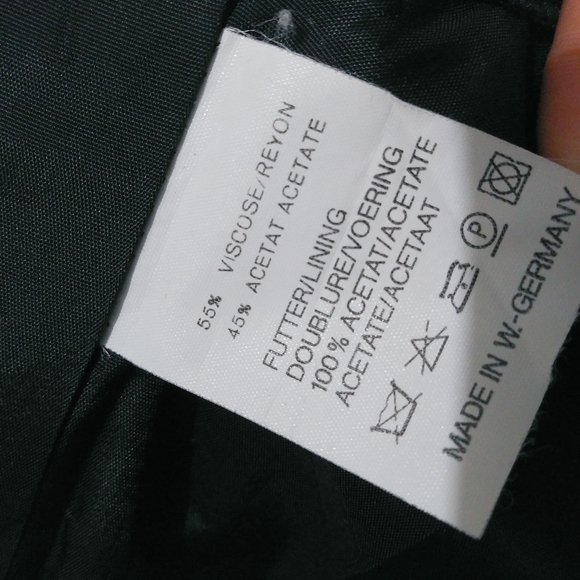 55% VISCOSE/REYON
45% ACETAT ACETATE
FUTTER/LINING
DOUBLURE/VOERING
100% ACETAT/ACETATE
ACETATE/ACETAAT
P
MADE IN W.-GERMANY